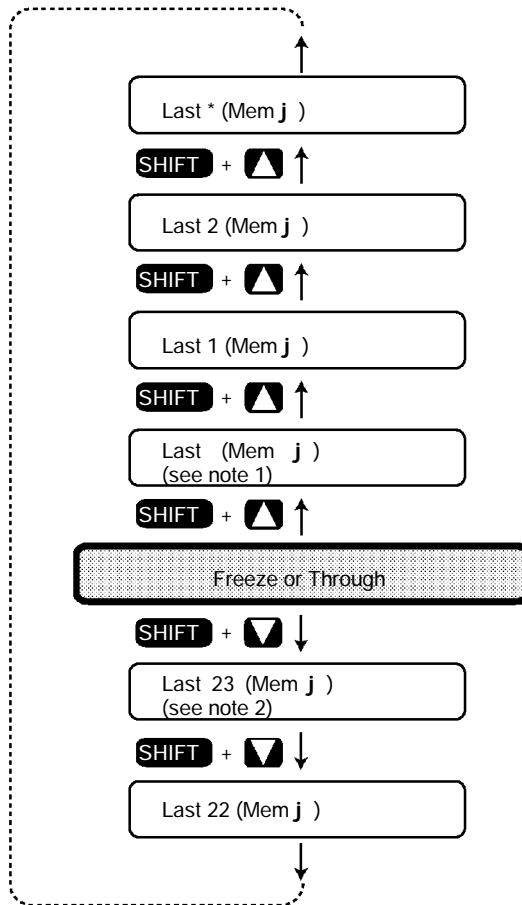 Last * (Mem j )
SHIFT +
Last 2 (Mem j )
SHIFT +
Last 1 (Mem j )
SHIFT +
Last (Mem j )
(see note 1)
SHIFT +
Freeze or Through
SHIFT +
Last 23 (Mem j )
(see note 2)
SHIFT +
Last 22 (Mem j )